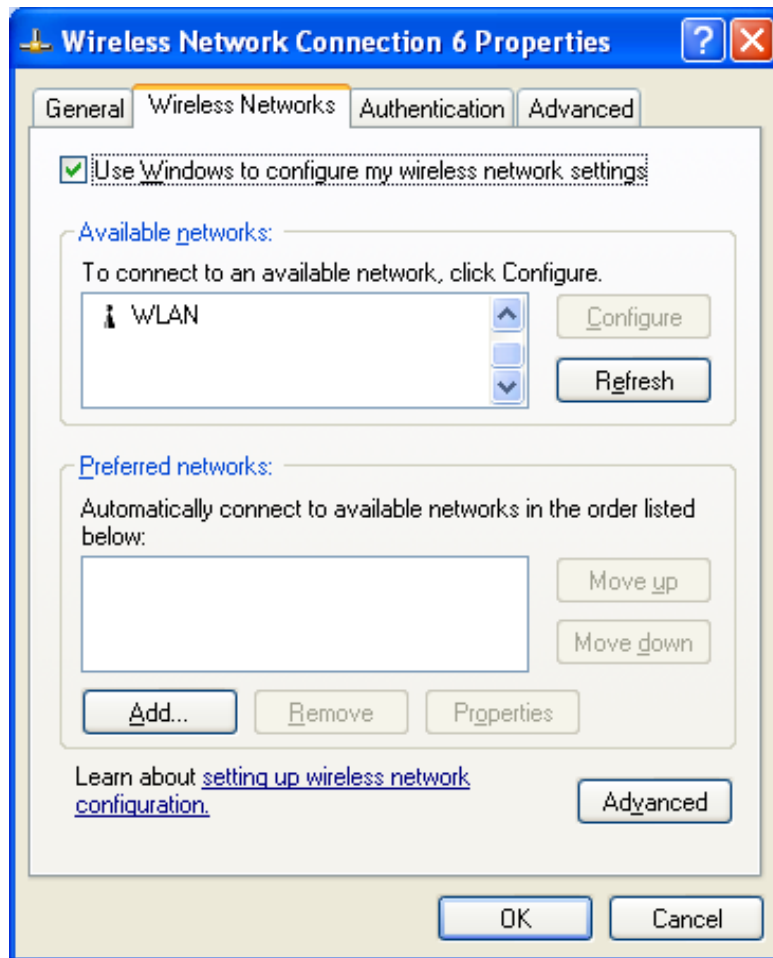 Wireless Network Connection 6 Properties
General Wireless Networks Authentication Advanced
Use Windows to configure my wireless network settings
Available networks:
To connect to an available network, click Configure.
WLAN
Configure
Refresh
Preferred networks:
Automatically connect to available networks in the order listed
below:
Move up
Move down
Add... Remove Properties
Learn about setting up wireless network
configuration.
Advanced
OK Cancel